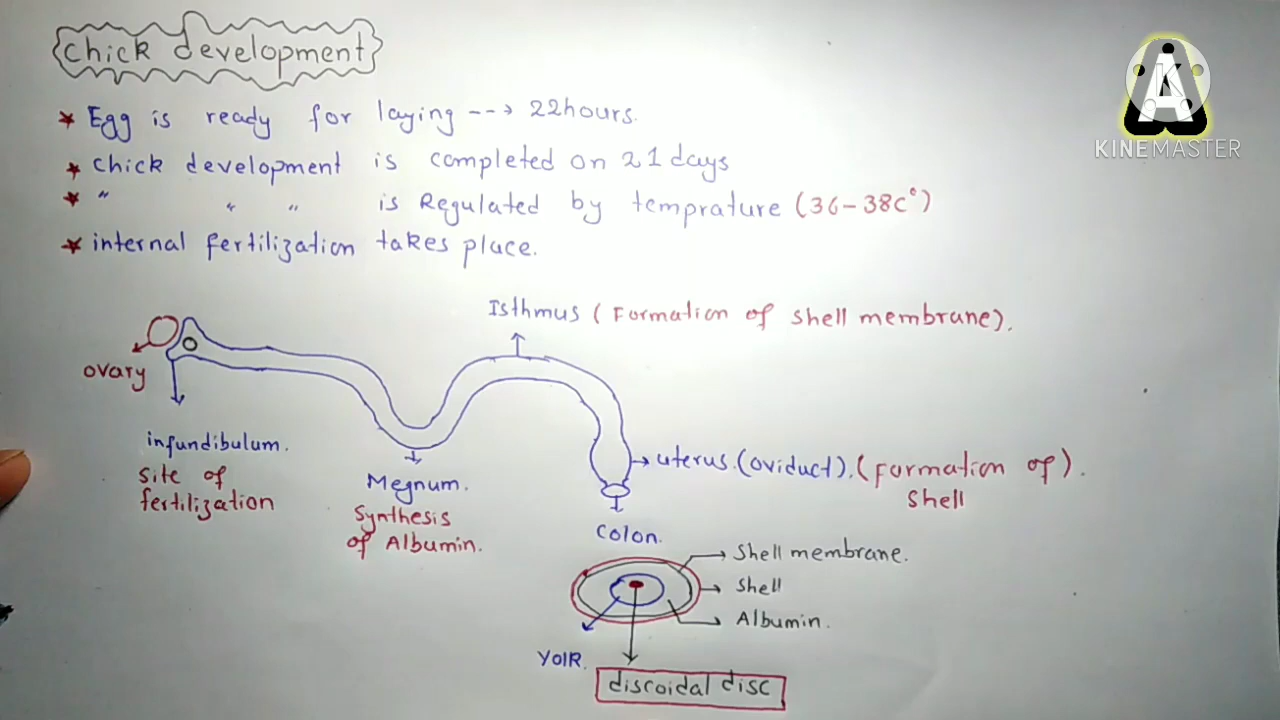 Chick development
* Egg is ready for laying --→ 22hours.
* Chick development is completed on 21 days
* " " " is Regulated by temprature (36-38c°)
* internal fertilization takes place.
Isthmus (Formation of shell membrane).
ovary
infundibulum.
site of
fertilization
Megnum.
Synthesis
of Albumin.
uterus.(oviduct).(Formation of).
Shell
Colon.
Shell membrane.
Shell
Albumin.
YolK.
discoidal disc
A
K
KINEMASTER